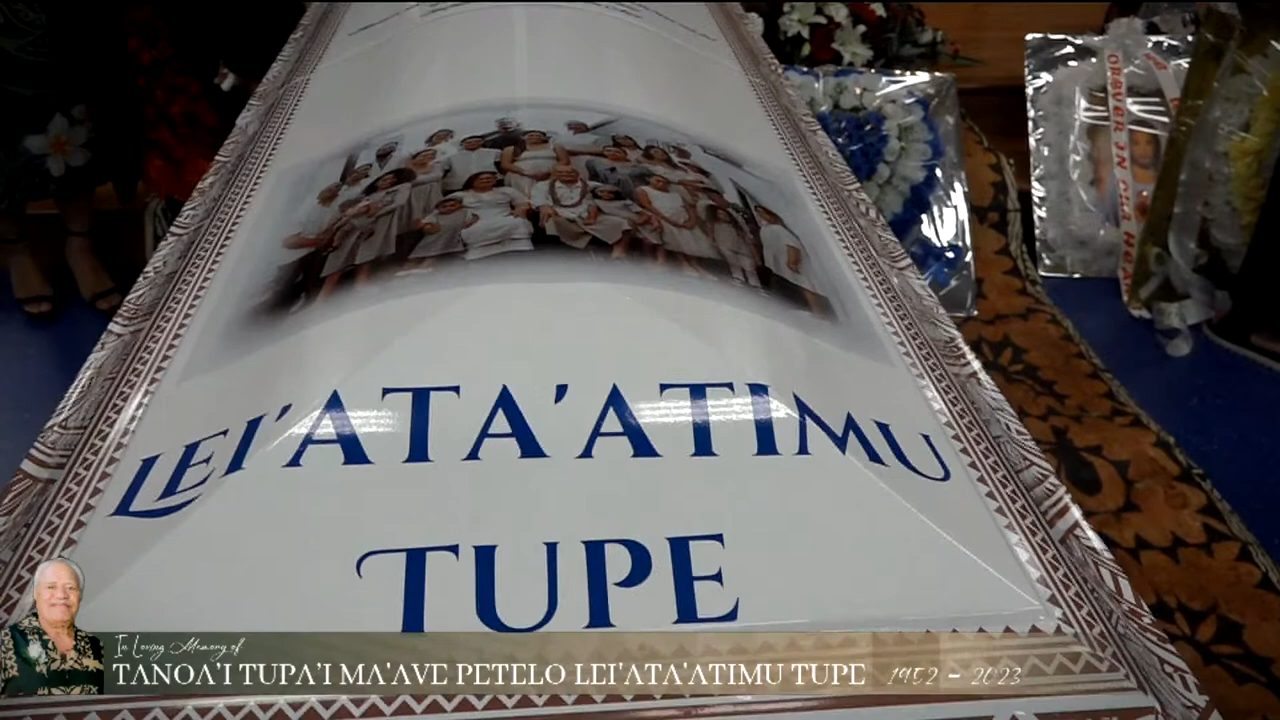 LEI'ATA'ATIMU
TUPE
In Loving Memory of
TANOA'I TUPA'I MA'AVE PETELO LEI'ATA'ATIMU TUPE 1952 - 2023